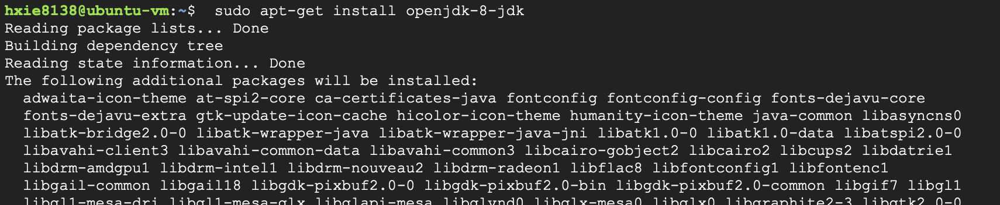 hxie8138@ubuntu-vm:~$  sudo apt-get install openjdk-8-jdk
Reading package lists... Done
Building dependency tree
Reading state information... Done
The following additional packages will be installed:
  adwaita-icon-theme at-spi2-core ca-certificates-java fontconfig fontconfig-config fonts-dejavu-core
  fonts-dejavu-extra gtk-update-icon-cache hicolor-icon-theme humanity-icon-theme java-common libasyncns0
  libatk-bridge2.0-0 libatk-wrapper-java libatk-wrapper-java-jni libatk1.0-0 libatk1.0-data libatspi2.0-0
  libavahi-client3 libavahi-common-data libavahi-common3 libcairo-gobject2 libcairo2 libcups2 libdatrie1
  libdrm-amdgpu1 libdrm-intel1 libdrm-nouveau2 libdrm-radeon1 libflac8 libfontconfig1 libfontenc1
  libgail-common libgail18 libgdk-pixbuf2.0-0 libgdk-pixbuf2.0-bin libgdk-pixbuf2.0-common libgif7 libgl1
  libgl1-mesa-dri libgl1-mesa-glx libglapi-mesa libglvnd0 libglx-mesa0 libglx0 libgraphite2-3 libgtk2.0-0